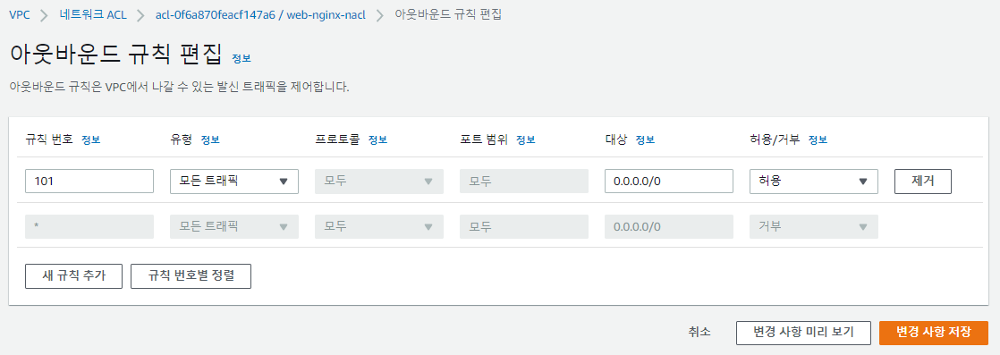 VPC > 네트워크 ACL > acl-0f6a870feacf147a6 / web-nginx-nacl > 아웃바운드 규칙 편집
아웃바운드 규칙 편집 정보
아웃바운드 규칙은 VPC에서 나갈 수 있는 발신 트래픽을 제어합니다.
규칙 번호 정보 유형 정보 프로토콜 정보 포트 범위 정보 대상 정보 허용/거부 정보
101 모든 트래픽 모두 모두 0.0.0.0/0 허용 제거
* 모든 트래픽 모두 모두 0.0.0.0/0 거부
새 규칙 추가 규칙 번호별 정렬
취소 변경 사항 미리 보기 변경 사항 저장